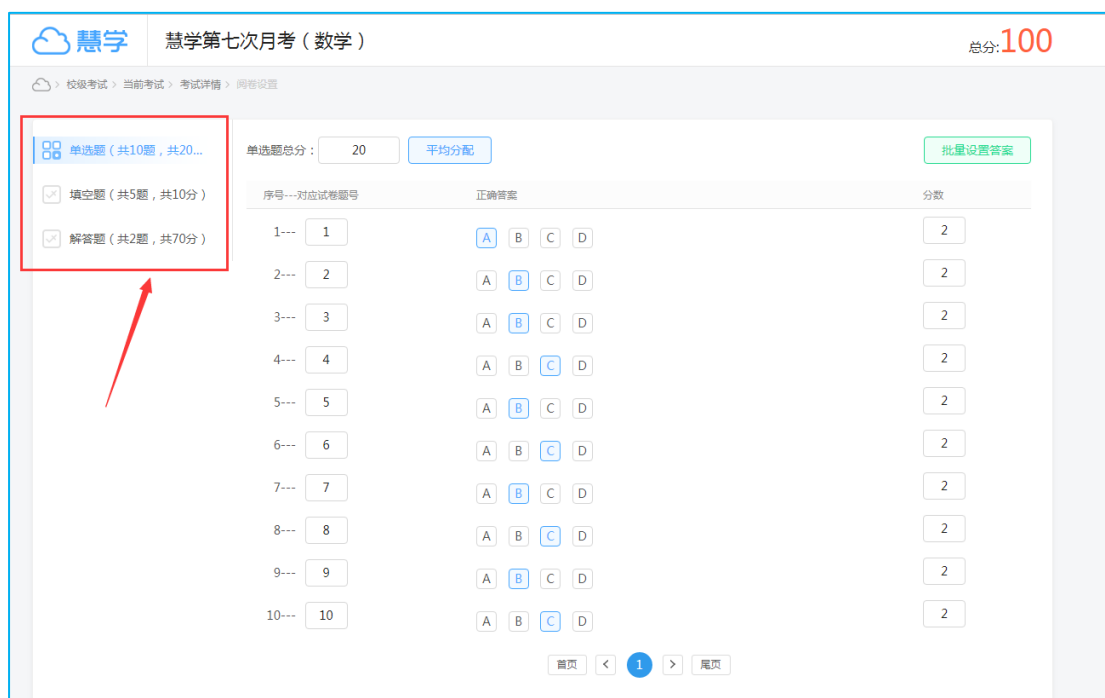 慧学 慧学第七次月考（数学） 总分:100
校级考试 > 当前考试 > 考试详情 > 阅卷设置
单选题（共10题，共20...
填空题（共5题，共10分）
解答题（共2题，共70分）
单选题总分： 20 平均分配 批量设置答案
序号---对应试卷题号 正确答案 分数
1--- 1 A B C D 2
2--- 2 A B C D 2
3--- 3 A B C D 2
4--- 4 A B C D 2
5--- 5 A B C D 2
6--- 6 A B C D 2
7--- 7 A B C D 2
8--- 8 A B C D 2
9--- 9 A B C D 2
10--- 10 A B C D 2
首页 < 1 > 尾页